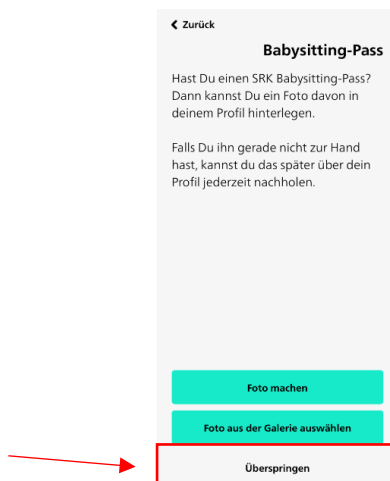 Zurück
Babysitting-Pass
Hast Du einen SRK Babysitting-Pass?
Dann kannst Du ein Foto davon in
deinem Profil hinterlegen.
Falls Du ihn gerade nicht zur Hand
hast, kannst du das später über dein
Profil jederzeit nachholen.
Foto machen
Foto aus der Galerie auswählen
Überspringen